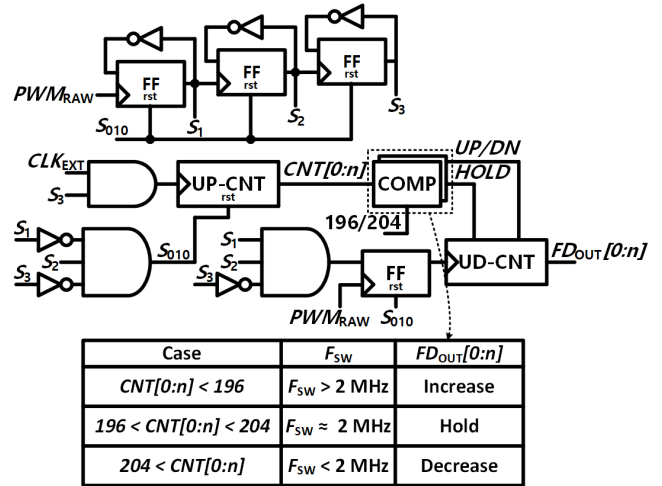 FF
rst
FF
rst
FF
rst
PWM_RAW
S_010
S_1
S_2
S_3
CLK_EXT
S_3
UP-CNT
rst
CNT[0:n]
COMP
UP/DN
HOLD
196/204
S_1
S_2
S_3
S_010
S_1
S_2
S_3
FF
rst
PWM_RAW
S_010
UD-CNT
FD_OUT[0:n]
Case F_SW FD_OUT[0:n]
CNT[0:n] < 196 F_SW > 2 MHz Increase
196 < CNT[0:n] < 204 F_SW ≈ 2 MHz Hold
204 < CNT[0:n] F_SW < 2 MHz Decrease